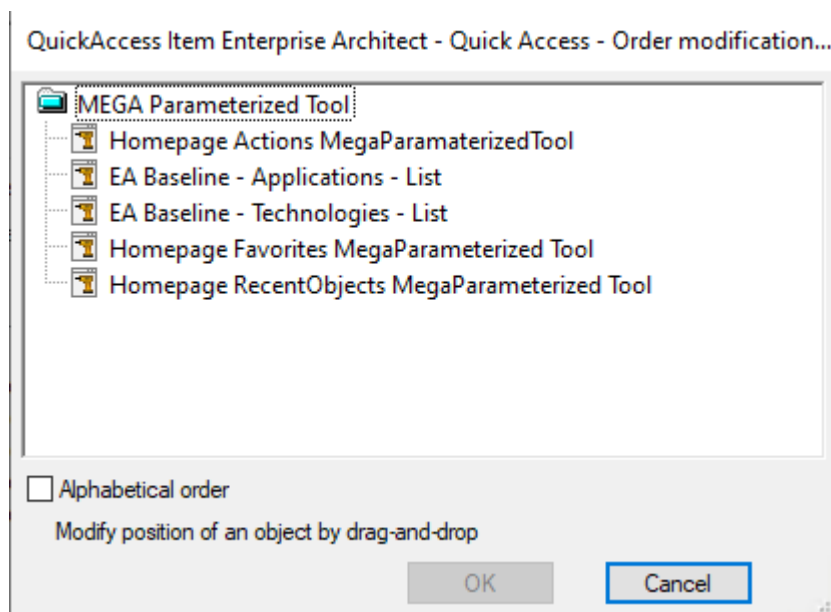 QuickAccess Item Enterprise Architect - Quick Access - Order modification...
MEGA Parameterized Tool
Homepage Actions MegaParamaterizedTool
EA Baseline - Applications - List
EA Baseline - Technologies - List
Homepage Favorites MegaParameterized Tool
Homepage RecentObjects MegaParameterized Tool
Alphabetical order
Modify position of an object by drag-and-drop
OK
Cancel